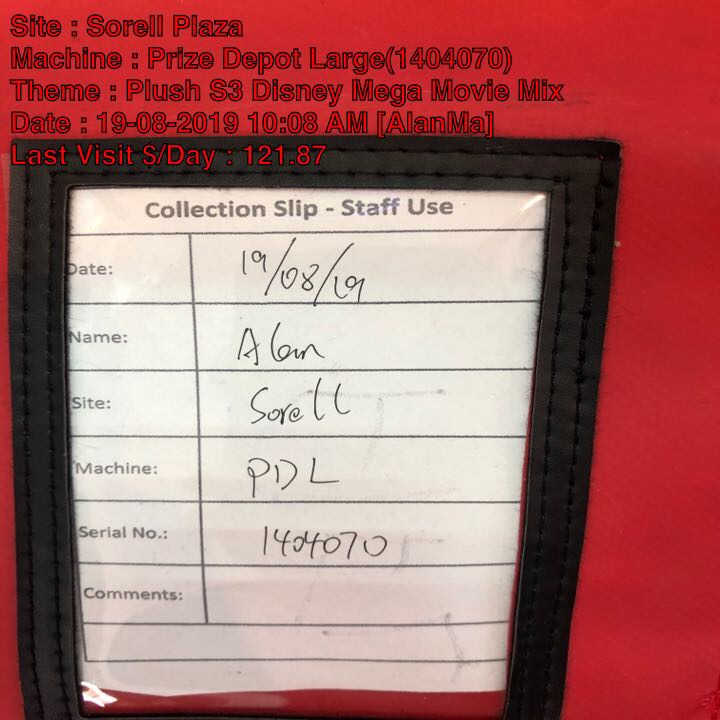 Site : Sorell Plaza
Machine : Prize Depot Large(1404070)
Theme : Plush S3 Disney Mega Movie Mix
Date : 19-08-2019 10:08 AM [AlanMa]
Last Visit $/Day : 121.87
Collection Slip - Staff Use
Date: 19/08/19
Name: Alan
Site: Sorell
Machine: PDL
Serial No.: 1404070
Comments: